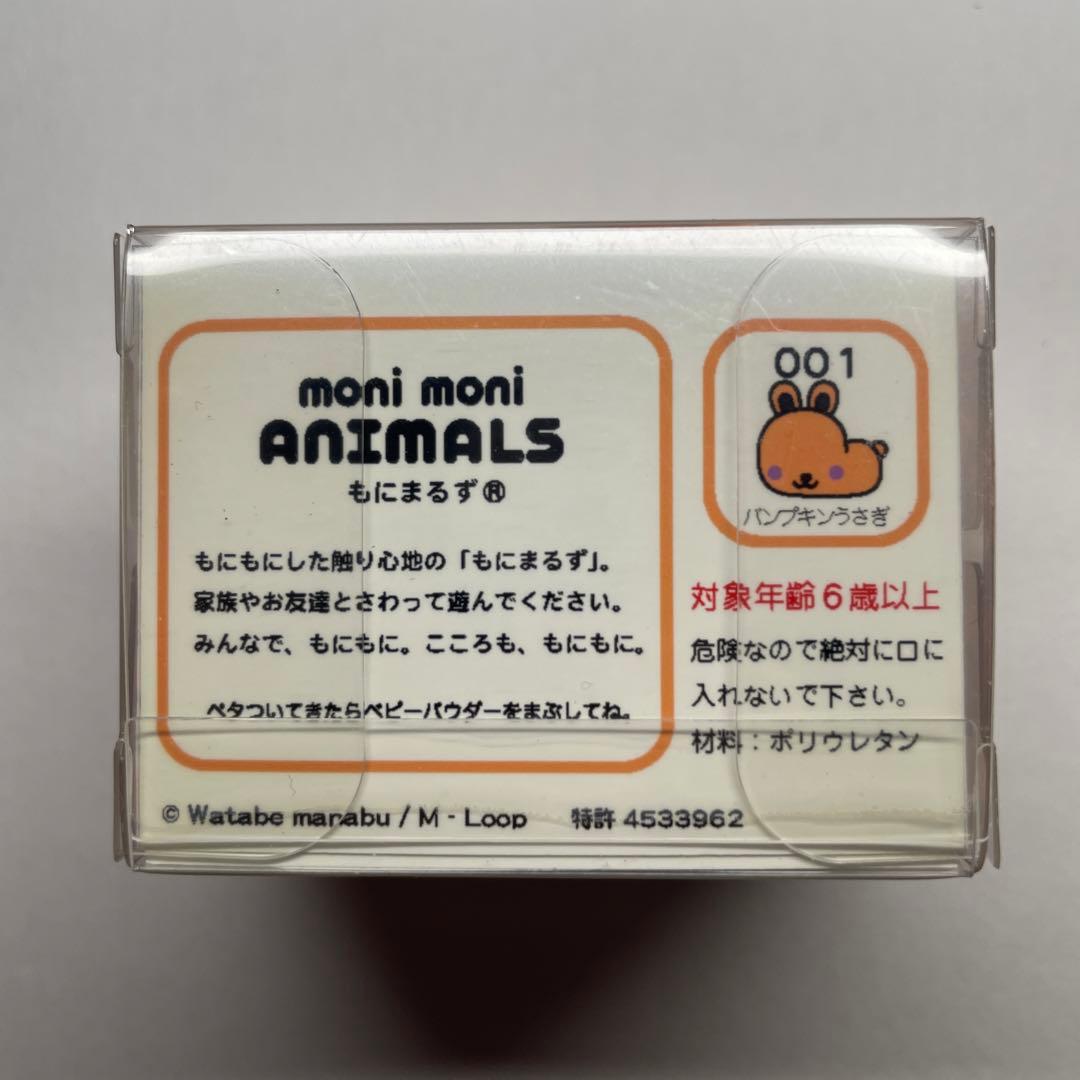 moni moni
ANIMALS
もにまるず®
もにもにした触り心地の「もにまるず」。
家族やお友達とさわって遊んでください。
みんなで、もにもに。こころも、もにもに。
ベタついてきたらベビーパウダーをまぶしてね。
001
パンプキンうさぎ
対象年齢6歳以上
危険なので絶対に口に
入れないで下さい。
材料：ポリウレタン
© Watabe manabu / M - Loop 特許 4533962